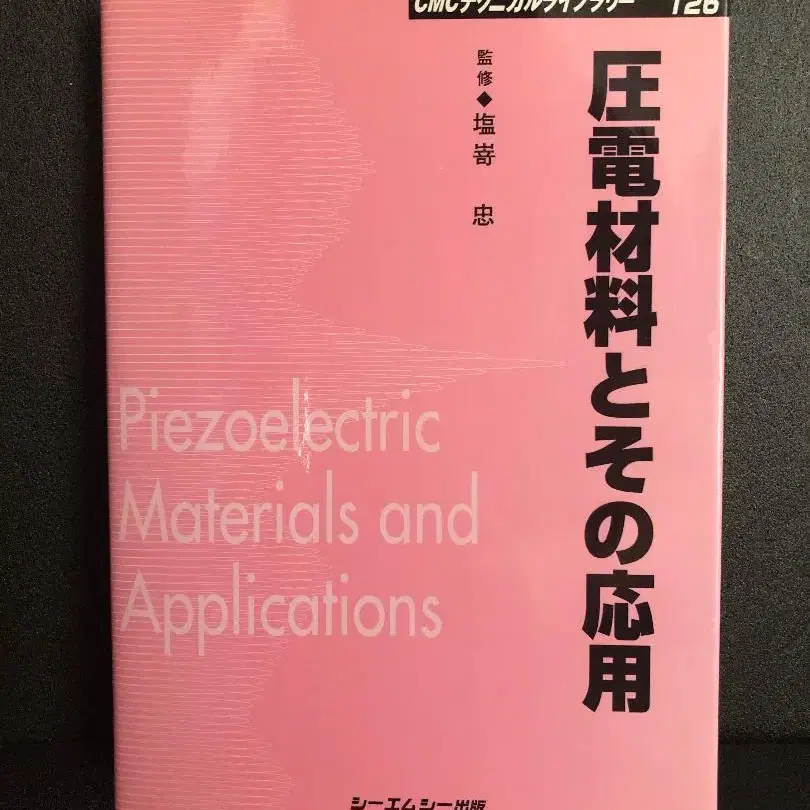 CMCテクニカルライブラリー 126
圧電材料とその応用
監修◆塩嵜 忠
Piezoelectric
Materials and
Applications
シーエムシー出版